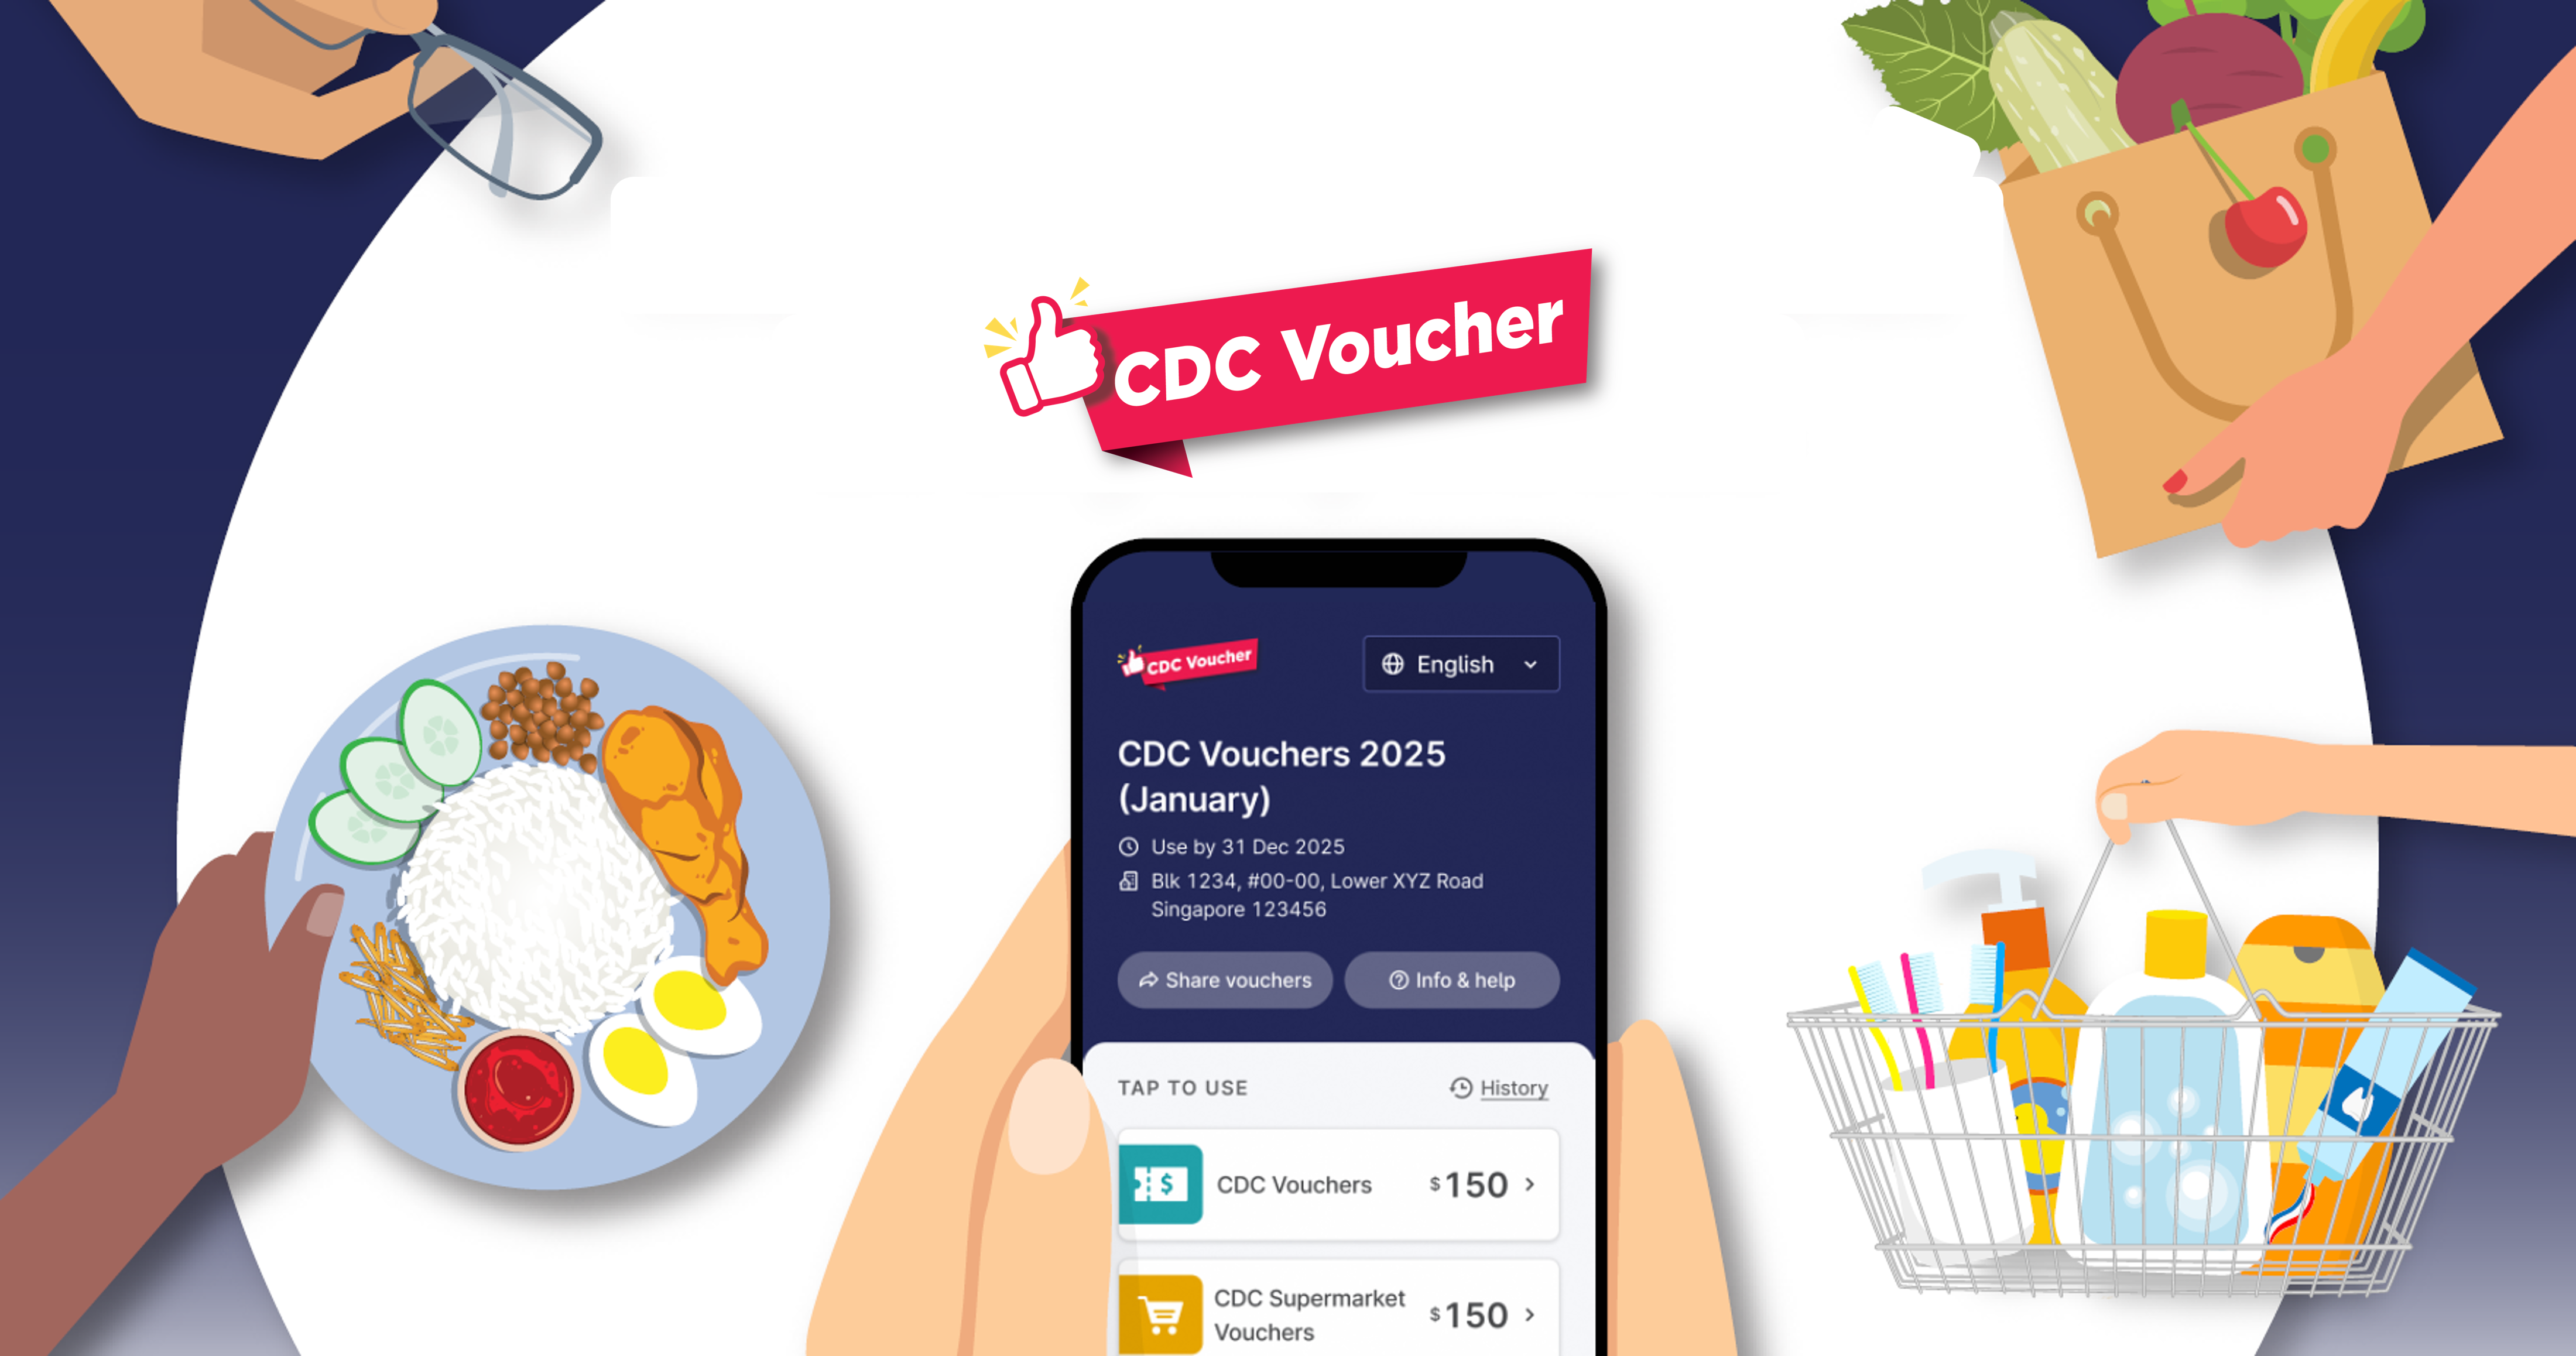 CDC Voucher
CDC Voucher
English
CDC Vouchers 2025
(January)
Use by 31 Dec 2025
Blk 1234, #00-00, Lower XYZ Road
Singapore 123456
Share vouchers
Info & help
TAP TO USE
History
CDC Vouchers
$150
CDC Supermarket
Vouchers
$150